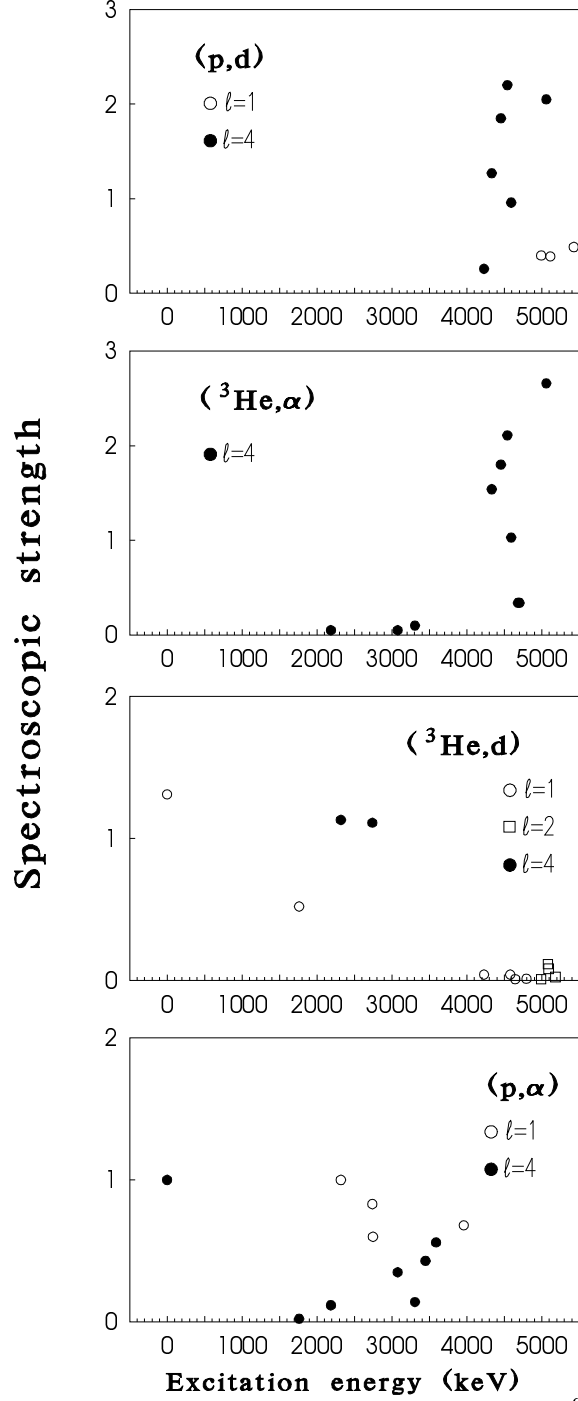 Spectroscopic strength
3
(p,d)
ℓ=1
2
ℓ=4
1
0
0 1000 2000 3000 4000 5000
3
(³He,α)
ℓ=4
2
1
0
0 1000 2000 3000 4000 5000
2
(³He,d)
ℓ=1
ℓ=2
ℓ=4
1
0
0 1000 2000 3000 4000 5000
2
(p,α)
ℓ=1
ℓ=4
1
0
0 1000 2000 3000 4000 5000
Excitation energy (keV)